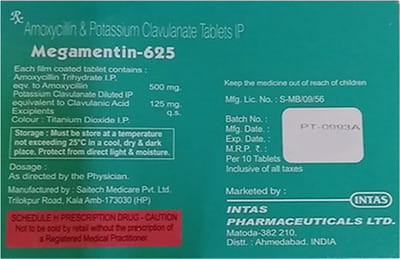 Rx Amoxycillin & Potassium Clavulanate Tablets IP
Megamentin-625
Each film coated tablet contains :
Amoxycillin Trihydrate I.P.
eqv. to Amoxycillin 500 mg.
Potassium Clavulanate Diluted IP
equivalent to Clavulanic Acid 125 mg.
Excipients q.s.
Colour : Titanium Dioxide I.P.
Storage : Must be store at a temperature
not exceeding 25°C in a cool, dry & dark
place. Protect from direct light & moisture.
Dosage :
As directed by the Physician.
Manufactured by : Saitech Medicare Pvt. Ltd.
Trilokpur Road, Kala Amb-173030 (HP)
SCHEDULE H PRESCRIPTION DRUG - CAUTION
Not to be sold by retail without the prescription of
a Registered Medical Practitioner.
Keep the medicine out of reach of children
Mfg. Lic. No. : S-MB/09/56
Batch No. :
Mfg. Date. :
Exp. Date. :
M.R.P. ₹. :
Per 10 Tablets
Inclusive of all taxes
PT-0993A
Marketed by :
INTAS
INTAS
PHARMACEUTICALS LTD.
Matoda-382 210,
Distt. : Ahmedabad. INDIA